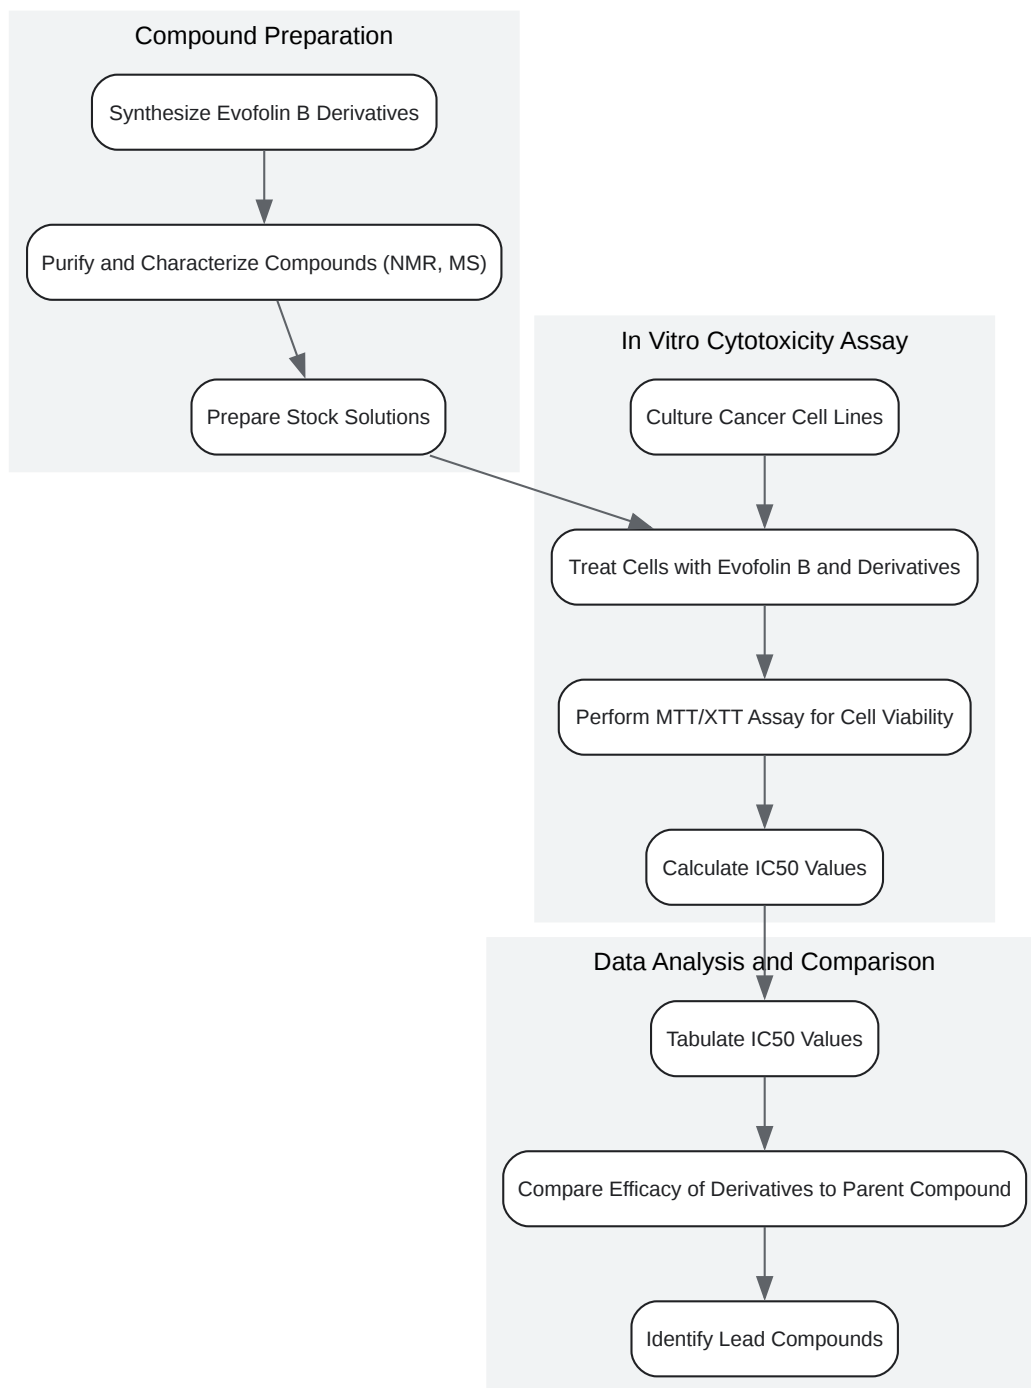 Compound Preparation
Synthesize Evofolin B Derivatives
Purify and Characterize Compounds (NMR, MS)
Prepare Stock Solutions
In Vitro Cytotoxicity Assay
Culture Cancer Cell Lines
Treat Cells with Evofolin B and Derivatives
Perform MTT/XTT Assay for Cell Viability
Calculate IC50 Values
Data Analysis and Comparison
Tabulate IC50 Values
Compare Efficacy of Derivatives to Parent Compound
Identify Lead Compounds